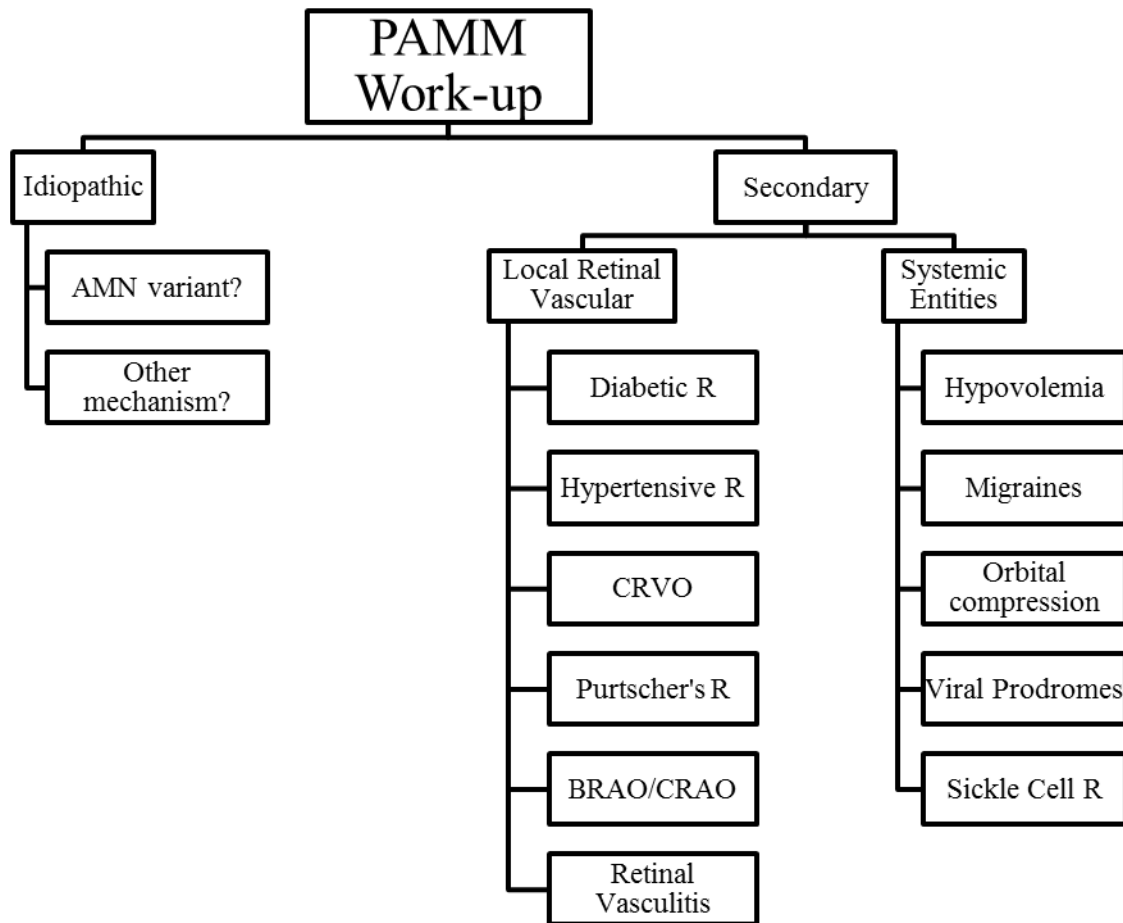 PAMM
Work-up
Idiopathic
Secondary
AMN variant?
Other
mechanism?
Local Retinal
Vascular
Systemic
Entities
Diabetic R
Hypertensive R
CRVO
Purtscher's R
BRAO/CRAO
Retinal
Vasculitis
Hypovolemia
Migraines
Orbital
compression
Viral Prodromes
Sickle Cell R